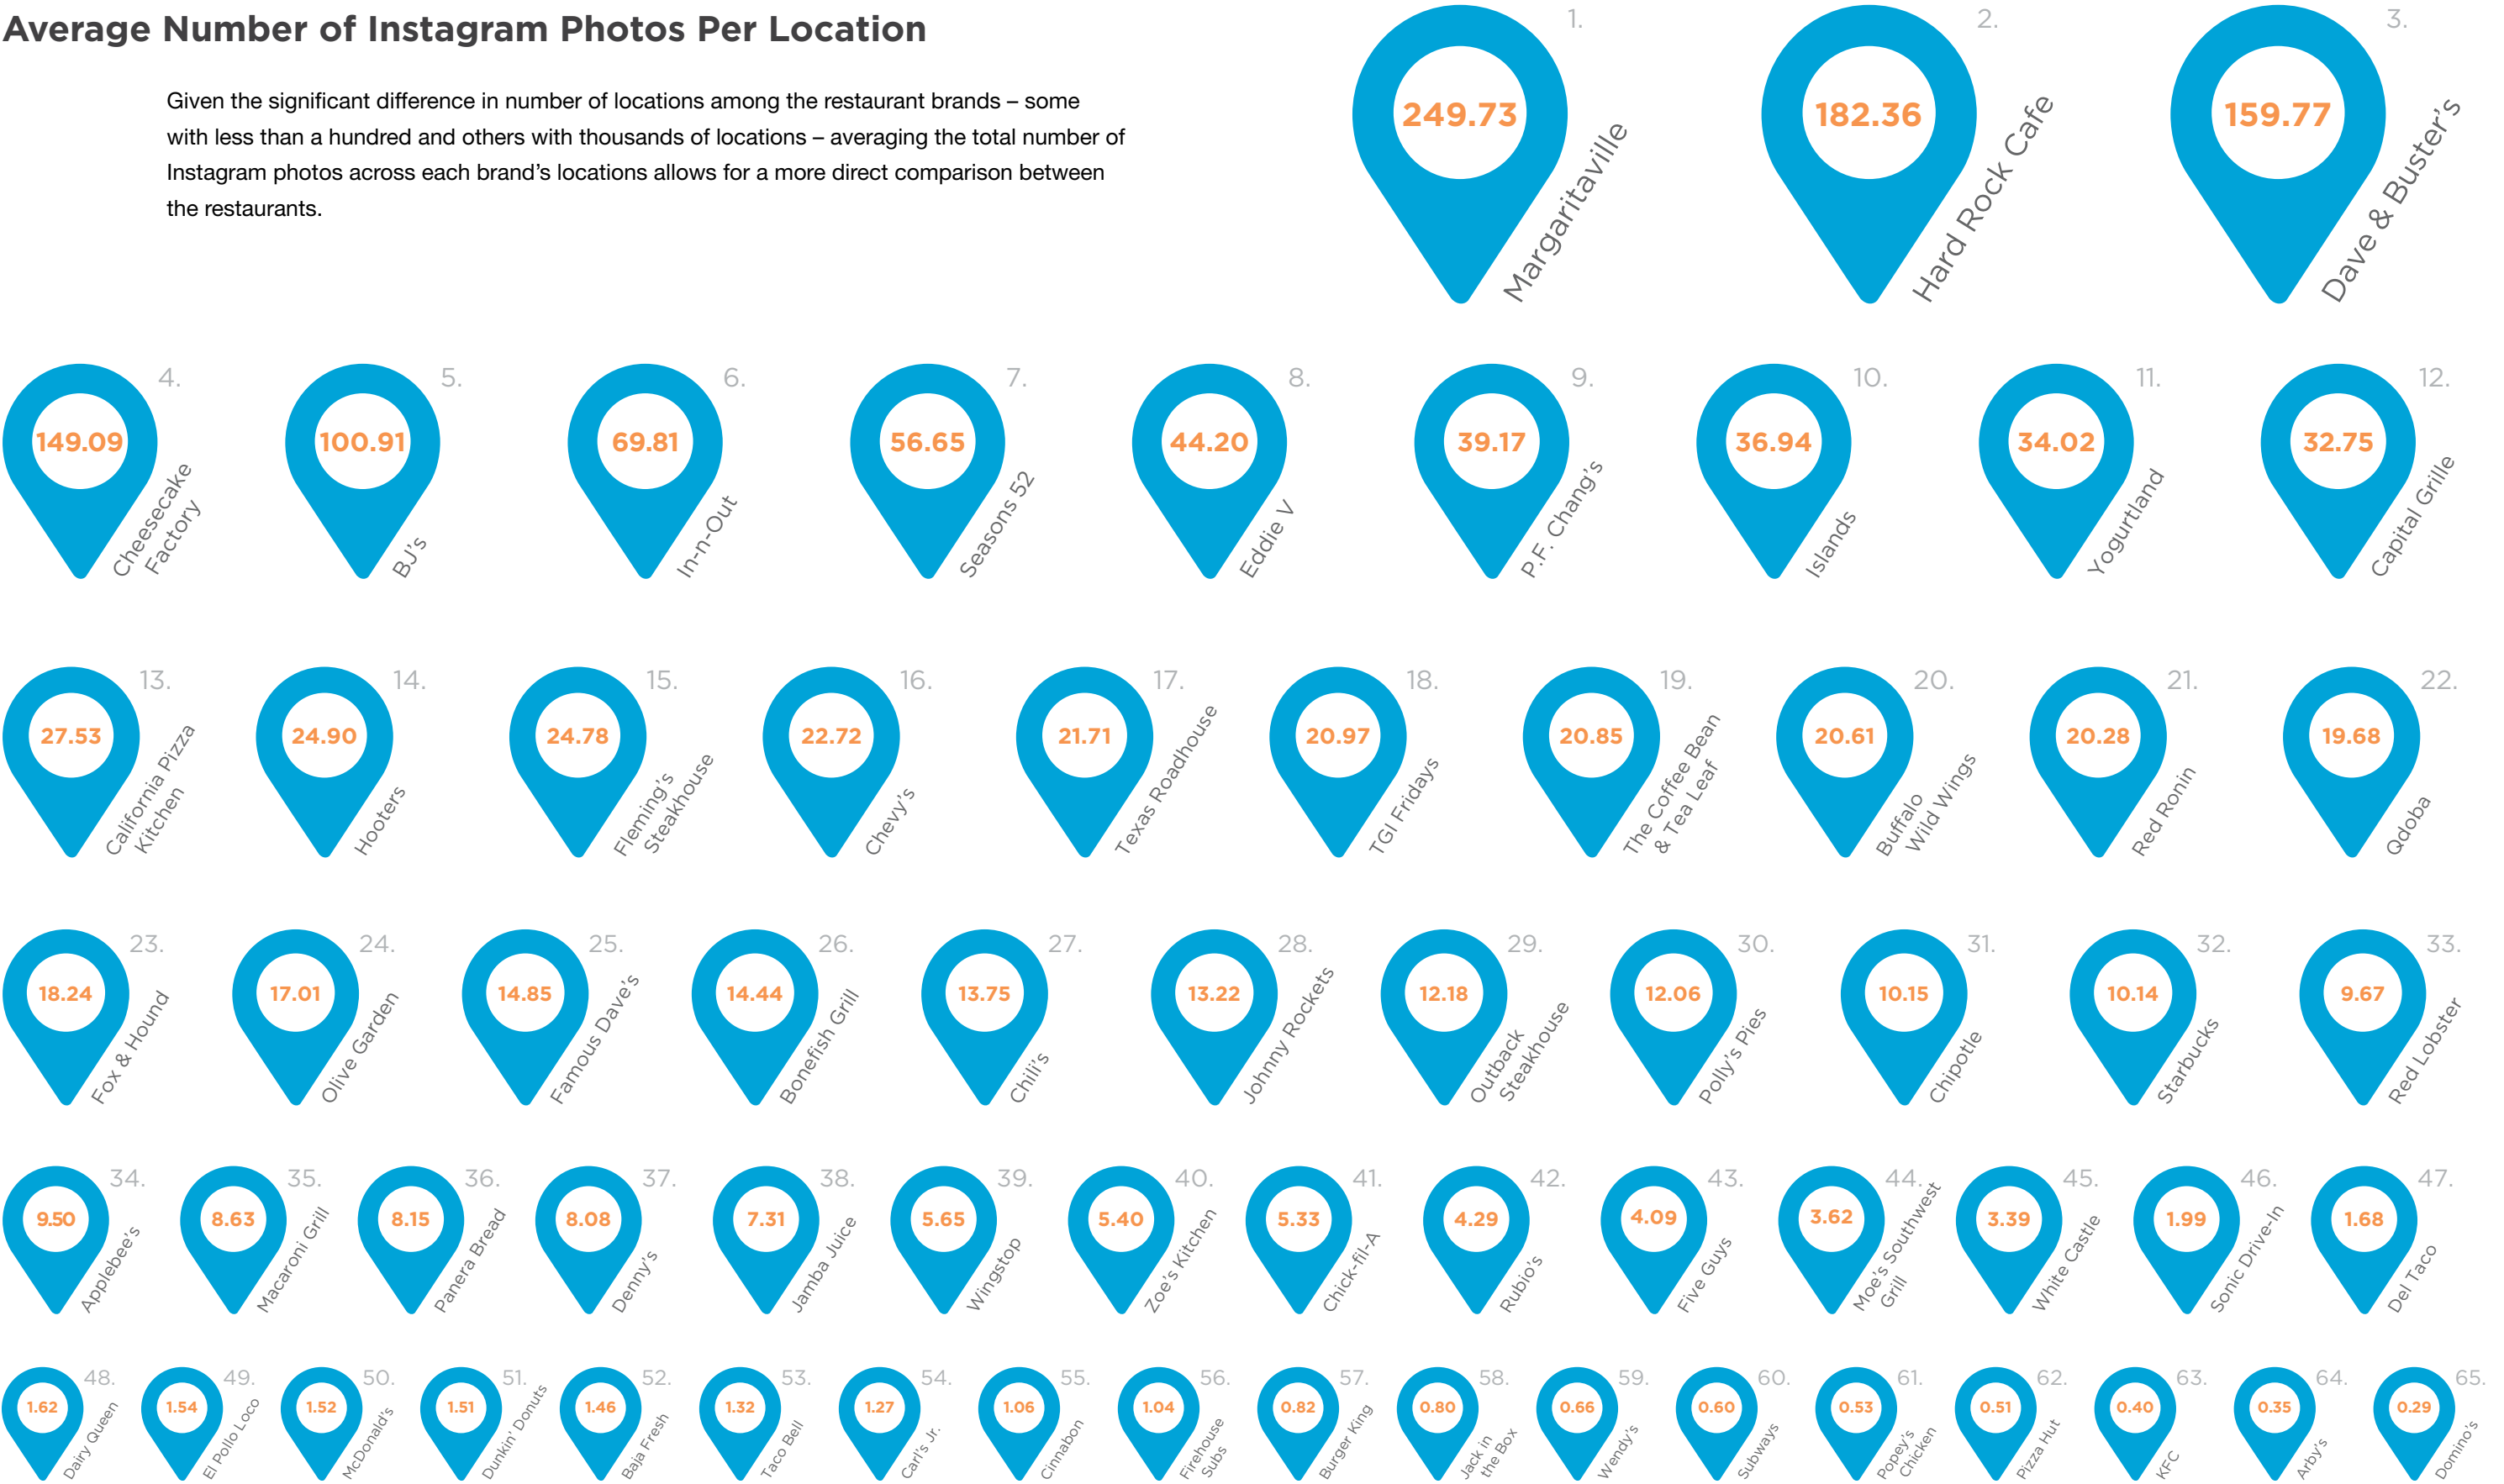 Average Number of Instagram Photos Per Location
Given the significant difference in number of locations among the restaurant brands – some
with less than a hundred and others with thousands of locations – averaging the total number of
Instagram photos across each brand’s locations allows for a more direct comparison between
the restaurants.
1.
249.73
Margaritaville
2.
182.36
Hard Rock Cafe
3.
159.77
Dave & Buster’s
4.
149.09
Cheesecake
Factory
5.
100.91
BJ’s
6.
69.81
In-n-Out
7.
56.65
Seasons 52
8.
44.20
Eddie V
9.
39.17
P.F. Chang’s
10.
36.94
Islands
11.
34.02
Yogurtland
12.
32.75
Capital Grille
13.
27.53
California Pizza
Kitchen
14.
24.90
Hooters
15.
24.78
Fleming’s
Steakhouse
16.
22.72
Chevy’s
17.
21.71
Texas Roadhouse
18.
20.97
TGI Fridays
19.
20.85
The Coffee Bean
& Tea Leaf
20.
20.61
Buffalo
Wild Wings
21.
20.28
Red Ronin
22.
19.68
Qdoba
23.
18.24
Fox & Hound
24.
17.01
Olive Garden
25.
14.85
Famous Dave’s
26.
14.44
Bonefish Grill
27.
13.75
Chili’s
28.
13.22
Johnny Rockets
29.
12.18
Outback
Steakhouse
30.
12.06
Polly’s Pies
31.
10.15
Chipotle
32.
10.14
Starbucks
33.
9.67
Red Lobster
34.
9.50
Applebee’s
35.
8.63
Macaroni Grill
36.
8.15
Panera Bread
37.
8.08
Denny’s
38.
7.31
Jamba Juice
39.
5.65
Wingstop
40.
5.40
Zoe’s Kitchen
41.
5.33
Chick-fil-A
42.
4.29
Rubio’s
43.
4.09
Five Guys
44.
3.62
Moe’s Southwest
Grill
45.
3.39
White Castle
46.
1.99
Sonic Drive-In
47.
1.68
Del Taco
48.
1.62
Dairy Queen
49.
1.54
El Pollo Loco
50.
1.52
McDonald’s
51.
1.51
Dunkin’ Donuts
52.
1.46
Baja Fresh
53.
1.32
Taco Bell
54.
1.27
Carl’s Jr.
55.
1.06
Cinnabon
56.
1.04
Firehouse
Subs
57.
0.82
Burger King
58.
0.80
Jack in
the Box
59.
0.66
Wendy’s
60.
0.60
Subways
61.
0.53
Popey’s
Chicken
62.
0.51
Pizza Hut
63.
0.40
KFC
64.
0.35
Arby’s
65.
0.29
Domino’s